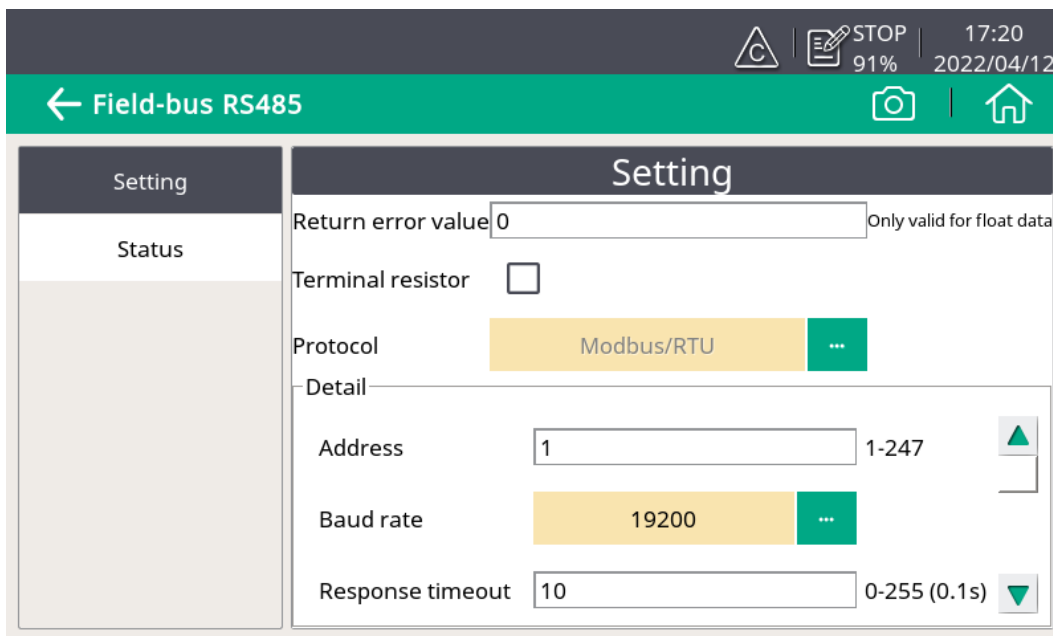 C
STOP
91%
17:20
2022/04/12
Field-bus RS485
Setting
Status
Setting
Return error value 0 Only valid for float data
Terminal resistor
Protocol Modbus/RTU ...
Detail
Address 1 1-247
Baud rate 19200 ...
Response timeout 10 0-255 (0.1s)